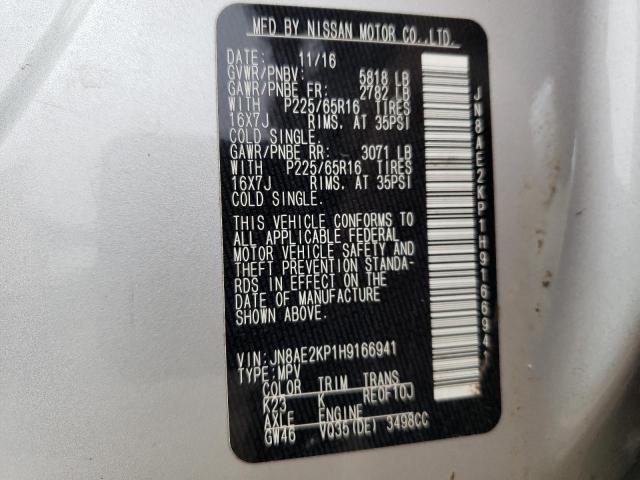 MFD BY NISSAN MOTOR CO.,LTD.
DATE: 11/16
GVWR/PNBV: 5818 LB
GAWR/PNBE FR: 2782 LB
WITH P225/65R16 TIRES
16X7J RIMS, AT 35PSI
COLD SINGLE.
GAWR/PNBE RR: 3071 LB
WITH P225/65R16 TIRES
16X7J RIMS, AT 35PSI
COLD SINGLE.
THIS VEHICLE CONFORMS TO
ALL APPLICABLE FEDERAL
MOTOR VEHICLE SAFETY AND
THEFT PREVENTION STANDA-
RDS IN EFFECT ON THE
DATE OF MANUFACTURE
SHOWN ABOVE.
VIN: JN8AE2KP1H9166941
TYPE: MPV
COLOR TRIM TRANS
K23 K RE0F10J
AXLE ENGINE
GW46 VQ35(DE) 3498CC
JN8AE2KP1H9166941